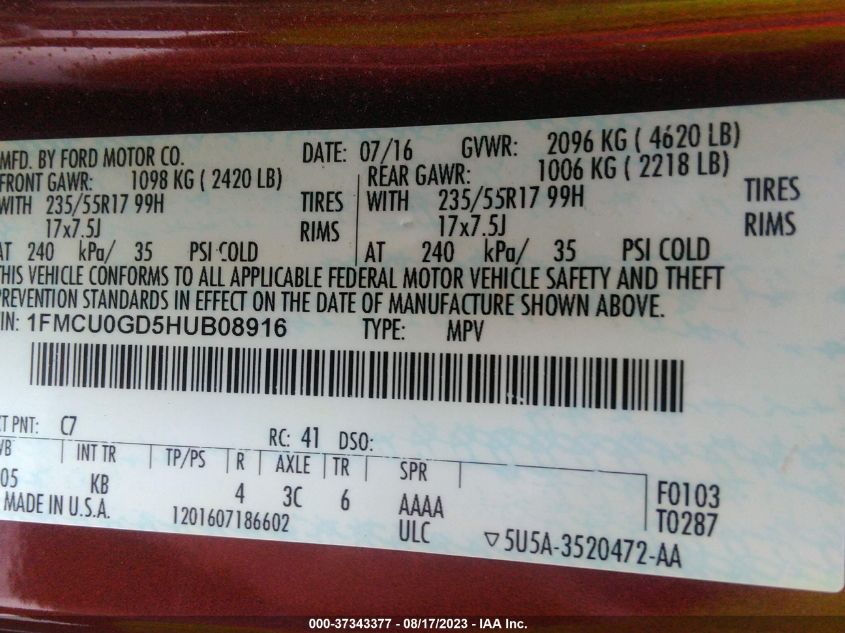 MFD. BY FORD MOTOR CO. DATE: 07/16 GVWR: 2096 KG ( 4620 LB)
FRONT GAWR: 1098 KG ( 2420 LB) REAR GAWR: 1006 KG ( 2218 LB)
WITH 235/55R17 99H TIRES WITH 235/55R17 99H TIRES
17x7.5J RIMS 17x7.5J RIMS
AT 240 kPa/ 35 PSI COLD AT 240 kPa/ 35 PSI COLD
THIS VEHICLE CONFORMS TO ALL APPLICABLE FEDERAL MOTOR VEHICLE SAFETY AND THEFT
PREVENTION STANDARDS IN EFFECT ON THE DATE OF MANUFACTURE SHOWN ABOVE.
VIN: 1FMCU0GD5HUB08916 TYPE: MPV
PNT: C7 RC: 41 DSO:
WB INT TR TP/PS R AXLE TR SPR
05 KB 4 3C 6 AAAA F0103
MADE IN U.S.A. 1201607186602 ULC T0287
▽5U5A-3520472-AA
000-37343377 - 08/17/2023 - IAA Inc.